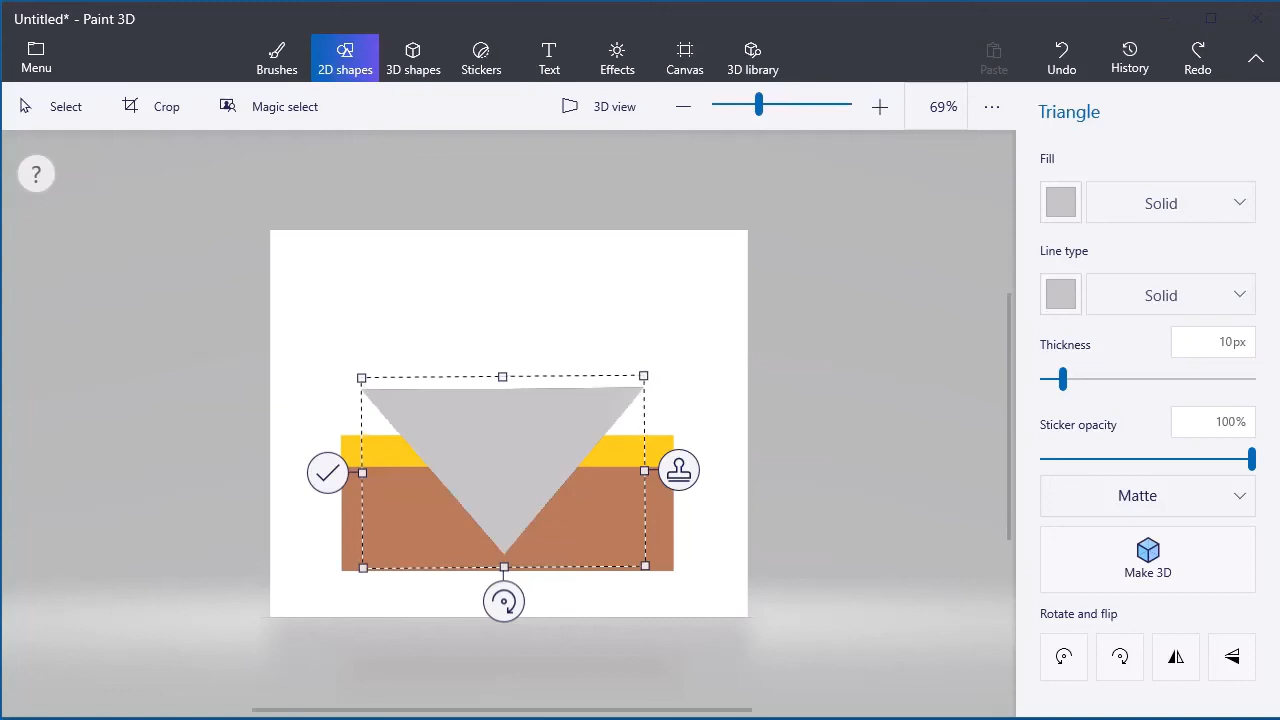 Untitled* - Paint 3D
Menu
Brushes
2D shapes
3D shapes
Stickers
Text
Effects
Canvas
3D library
Paste
Undo
History
Redo
Select
Crop
Magic select
3D view
69%
?
Triangle
Fill
Solid
Line type
Solid
Thickness
10px
Sticker opacity
100%
Matte
Make 3D
Rotate and flip